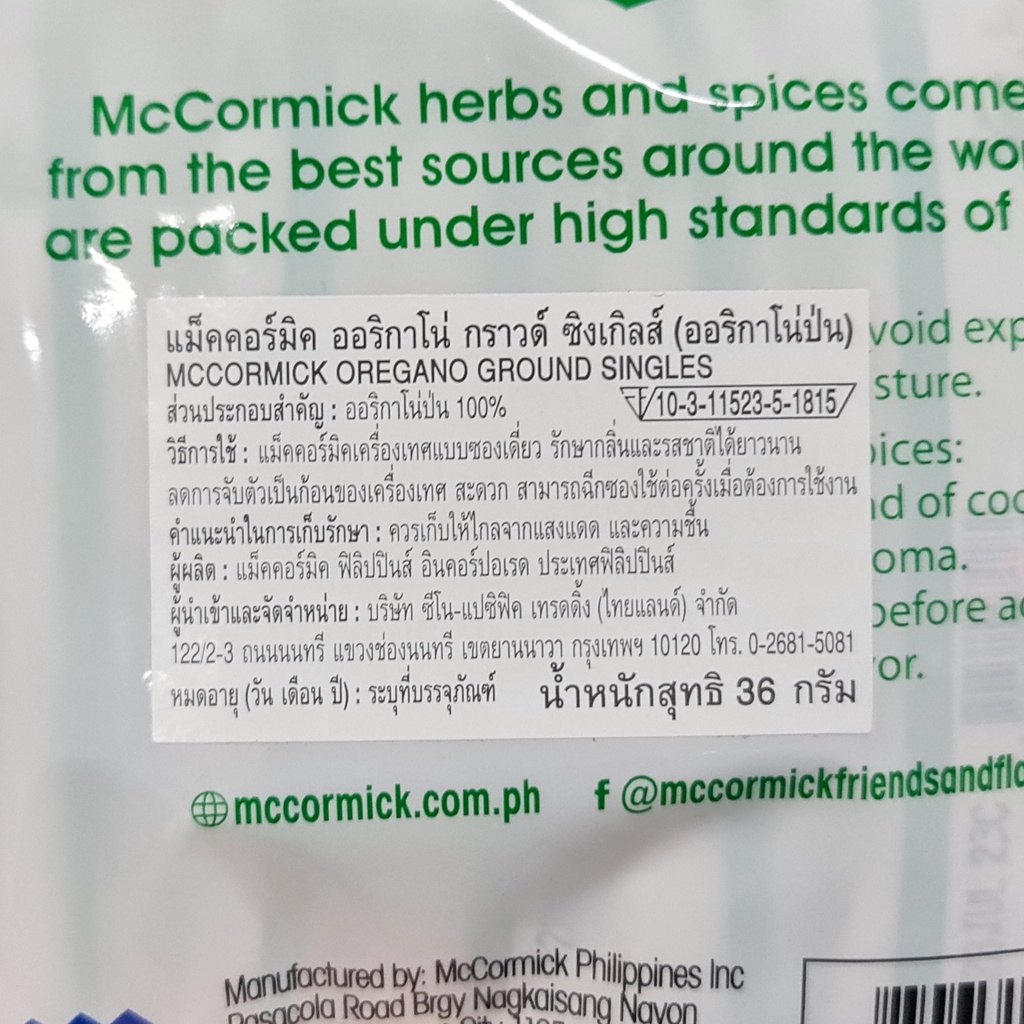 McCormick herbs and spices come
from the best sources around the
are packed under high standards of
แม็คคอร์มิค ออริกาโน่ กราวด์ ซิงเกิลส์ (ออริกาโน่ป่น)
MCCORMICK OREGANO GROUND SINGLES
ส่วนประกอบสำคัญ : ออริกาโน่ป่น 100%
10-3-11523-5-1815
วิธีการใช้ : แม็คคอร์มิคเครื่องเทศแบบซองเดี่ยว รักษากลิ่นและรสชาติได้ยาวนาน
ลดการจับตัวเป็นก้อนของเครื่องเทศ สะดวก สามารถฉีกซองใช้ต่อครั้งเมื่อต้องการใช้งาน
คำแนะนำในการเก็บรักษา : ควรเก็บให้ไกลจากแสงแดด และความชื้น
ผู้ผลิต : แม็คคอร์มิค ฟิลิปปินส์ อินคอร์ปอเรด ประเทศฟิลิปปินส์
ผู้นำเข้าและจัดจำหน่าย : บริษัท ซีโน-แปซิฟิค เทรดดิ้ง (ไทยแลนด์) จำกัด
122/2-3 ถนนนนทรี แขวงช่องนนทรี เขตยานนาวา กรุงเทพฯ 10120 โทร. 0-2681-5081
หมดอายุ (วัน เดือน ปี) : ระบุที่บรรจุภัณฑ์ น้ำหนักสุทธิ 36 กรัม
void exp
sture.
ices:
d of coo
oma.
before a
or.
mccormick.com.ph f @mccormickfriendsandfla
JUL 23C
Manufactured by: McCormick Philippines Inc
Road Brgy Nagkaisang Nayon